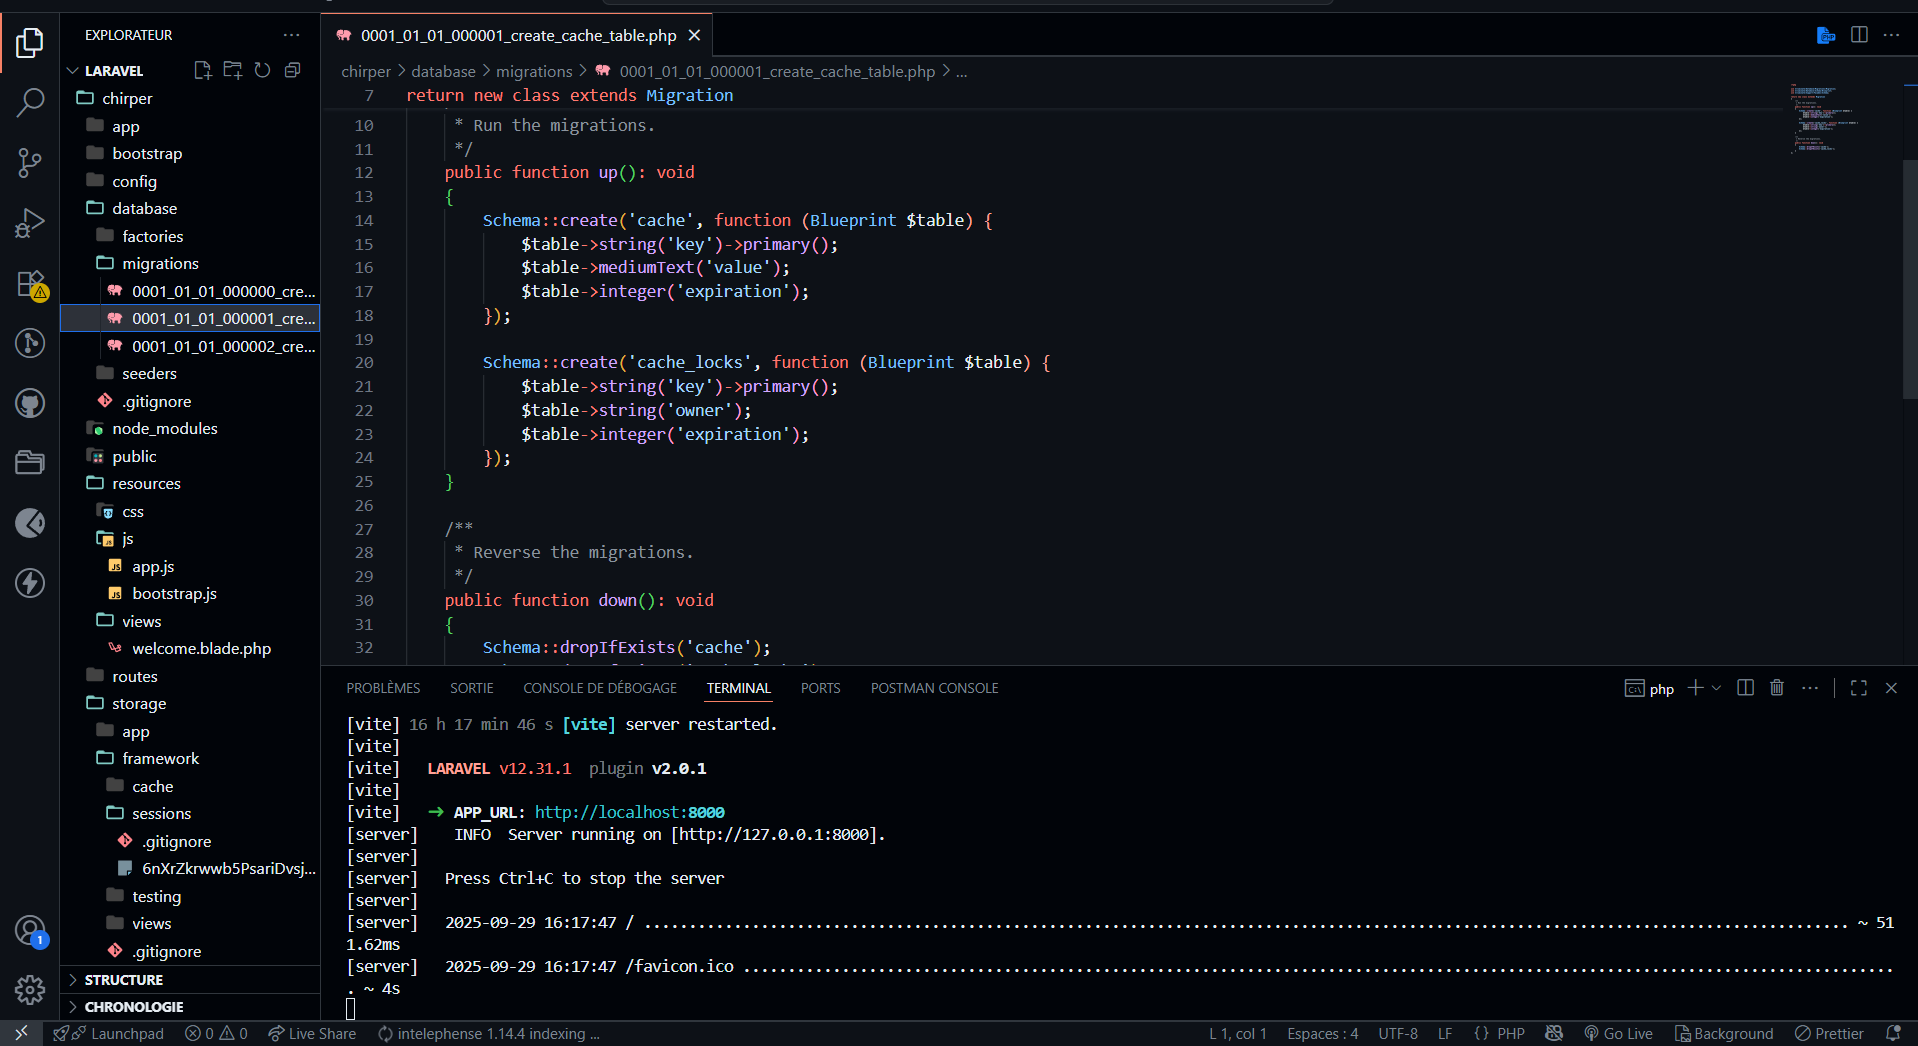 EXPLORATEUR
LARAVEL
chirper
app
bootstrap
config
database
factories
migrations
0001_01_01_000000_cre...
0001_01_01_000001_cre...
0001_01_01_000002_cre...
seeders
.gitignore
node_modules
public
resources
css
js
app.js
bootstrap.js
views
welcome.blade.php
routes
storage
app
framework
cache
sessions
.gitignore
6nXrZkrwwb5PsariDvsj...
testing
views
.gitignore
STRUCTURE
CHRONOLOGIE
0001_01_01_000001_create_cache_table.php
chirper > database > migrations > 0001_01_01_000001_create_cache_table.php > ...
7 return new class extends Migration
10 * Run the migrations.
11 */
12 public function up(): void
13 {
14 Schema::create('cache', function (Blueprint $table) {
15 $table->string('key')->primary();
16 $table->mediumText('value');
17 $table->integer('expiration');
18 });
19
20 Schema::create('cache_locks', function (Blueprint $table) {
21 $table->string('key')->primary();
22 $table->string('owner');
23 $table->integer('expiration');
24 });
25 }
26
27 /**
28 * Reverse the migrations.
29 */
30 public function down(): void
31 {
32 Schema::dropIfExists('cache');
PROBLÈMES SORTIE CONSOLE DE DÉBOGAGE TERMINAL PORTS POSTMAN CONSOLE
php
[vite] 16 h 17 min 46 s [vite] server restarted.
[vite]
[vite] LARAVEL v12.31.1 plugin v2.0.1
[vite]
[vite] ➜ APP_URL: http://localhost:8000
[server] INFO Server running on [http://127.0.0.1:8000].
[server]
[server] Press Ctrl+C to stop the server
[server]
[server] 2025-09-29 16:17:47 / ........................................ ~ 51
1.62ms
[server] 2025-09-29 16:17:47 /favicon.ico ........................................
. ~ 4s
1
Launchpad 0 0 Live Share intelephense 1.14.4 indexing ... L 1, col 1 Espaces : 4 UTF-8 LF {} PHP Go Live Background Prettier